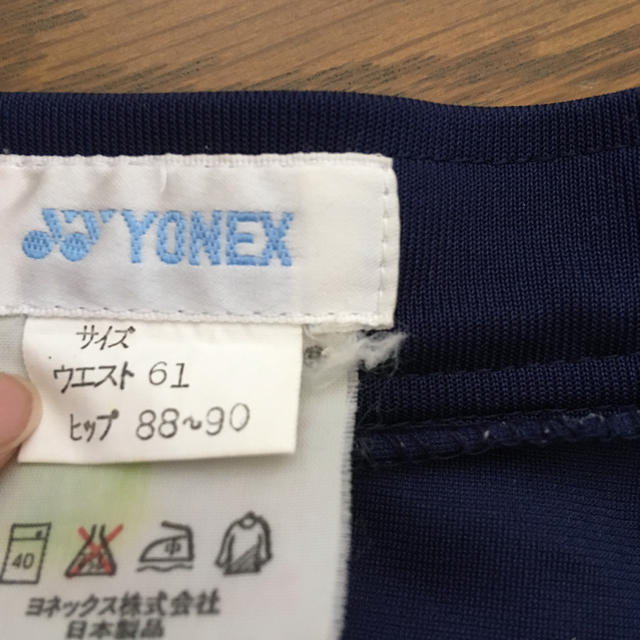 YONEX
サイズ
ウエスト 61
ヒップ 88～90
40 中
ヨネックス株式会社
日本製品